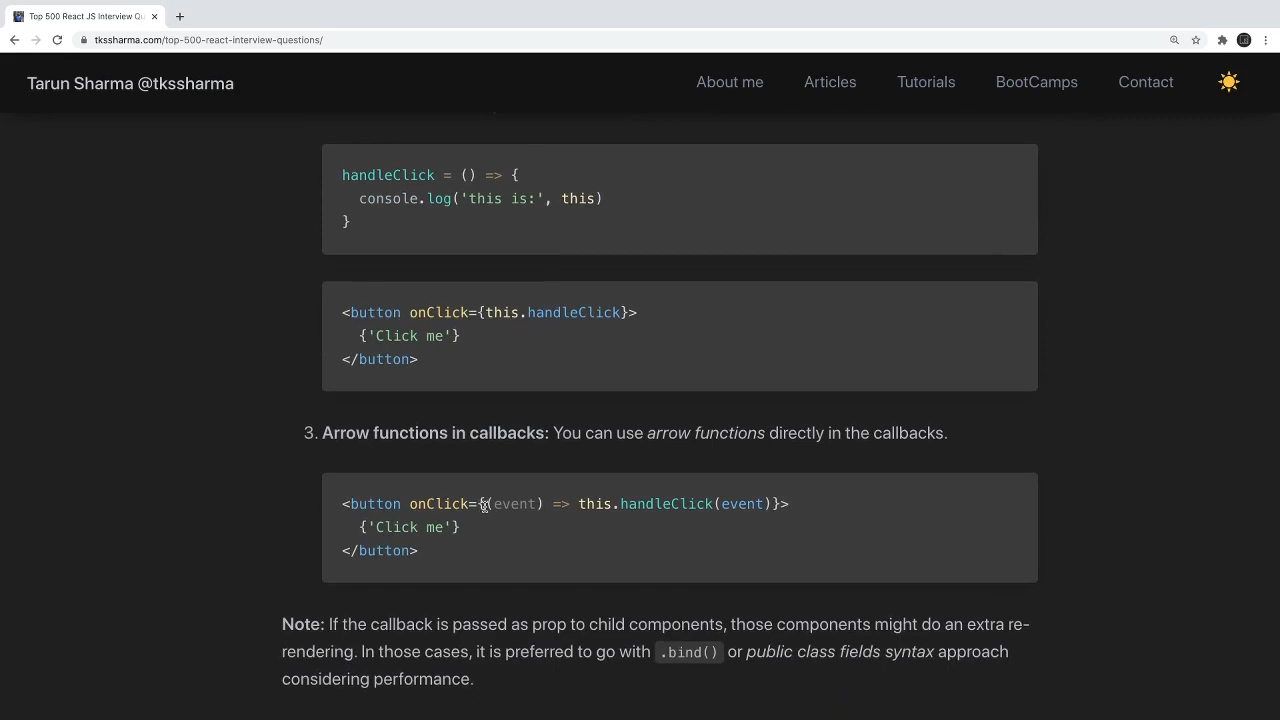 Top 500 React JS Interview Qu
tkssharma.com/top-500-react-interview-questions/
Tarun Sharma @tkssharma
About me
Articles
Tutorials
BootCamps
Contact
handleClick = () => {
console.log('this is:', this)
}
<button onClick={this.handleClick}>
{'Click me'}
</button>
3. Arrow functions in callbacks: You can use arrow functions directly in the callbacks.
<button onClick={(event) => this.handleClick(event)}>
{'Click me'}
</button>
Note: If the callback is passed as prop to child components, those components might do an extra re-
rendering. In those cases, it is preferred to go with .bind() or public class fields syntax approach
considering performance.